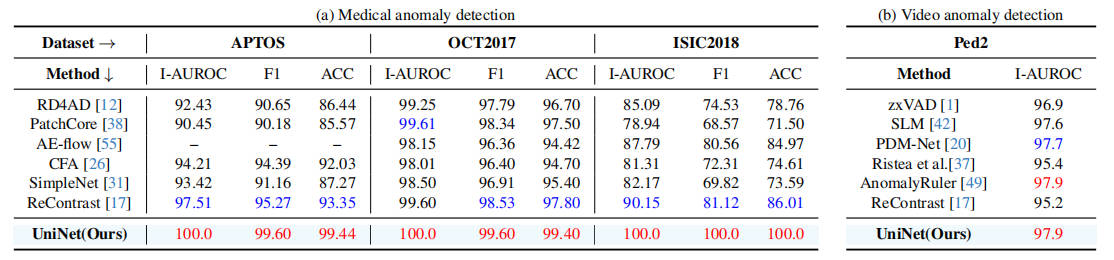 (a) Medical anomaly detection
Dataset → APTOS OCT2017 ISIC2018
Method ↓ I-AUROC F1 ACC I-AUROC F1 ACC I-AUROC F1 ACC
RD4AD [12] 92.43 90.65 86.44 99.25 97.79 96.70 85.09 74.53 78.76
PatchCore [38] 90.45 90.18 85.57 99.61 98.34 97.50 78.94 68.57 71.50
AE-flow [55] – – – 98.15 96.36 94.42 87.79 80.56 84.97
CFA [26] 94.21 94.39 92.03 98.01 96.40 94.70 81.31 72.31 74.61
SimpleNet [31] 93.42 91.16 87.27 98.50 96.91 95.40 82.17 69.82 73.59
ReContrast [17] 97.51 95.27 93.35 99.60 98.53 97.80 90.15 81.12 86.01
UniNet(Ours) 100.0 99.60 99.44 100.0 99.60 99.40 100.0 100.0 100.0
(b) Video anomaly detection
Ped2
Method I-AUROC
zxVAD [1] 96.9
SLM [42] 97.6
PDM-Net [20] 97.7
Ristea et al.[37] 95.4
AnomalyRuler [49] 97.9
ReContrast [17] 95.2
UniNet(Ours) 97.9